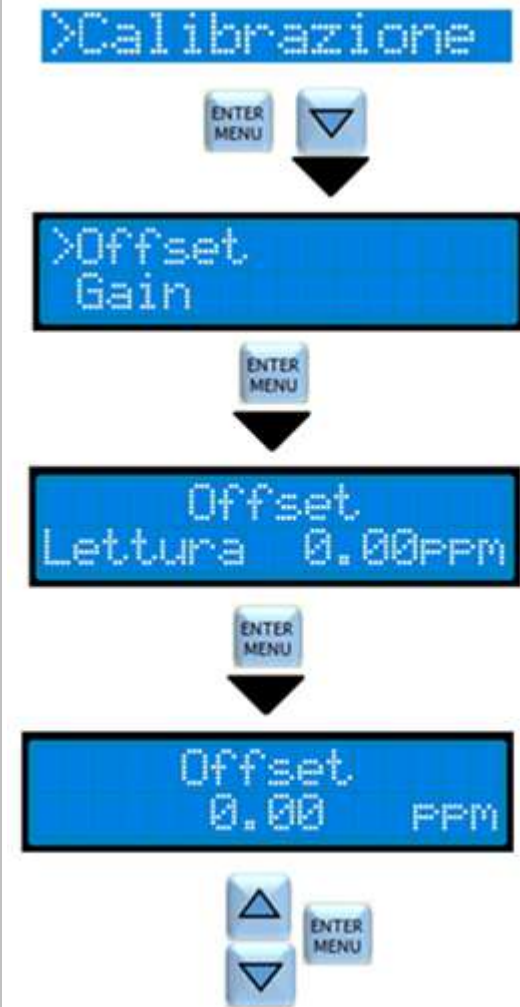 >Calibrazione
ENTER
MENU
>Offset
Gain
ENTER
MENU
Offset
Lettura 0.00ppm
ENTER
MENU
Offset
0.00 ppm
ENTER
MENU